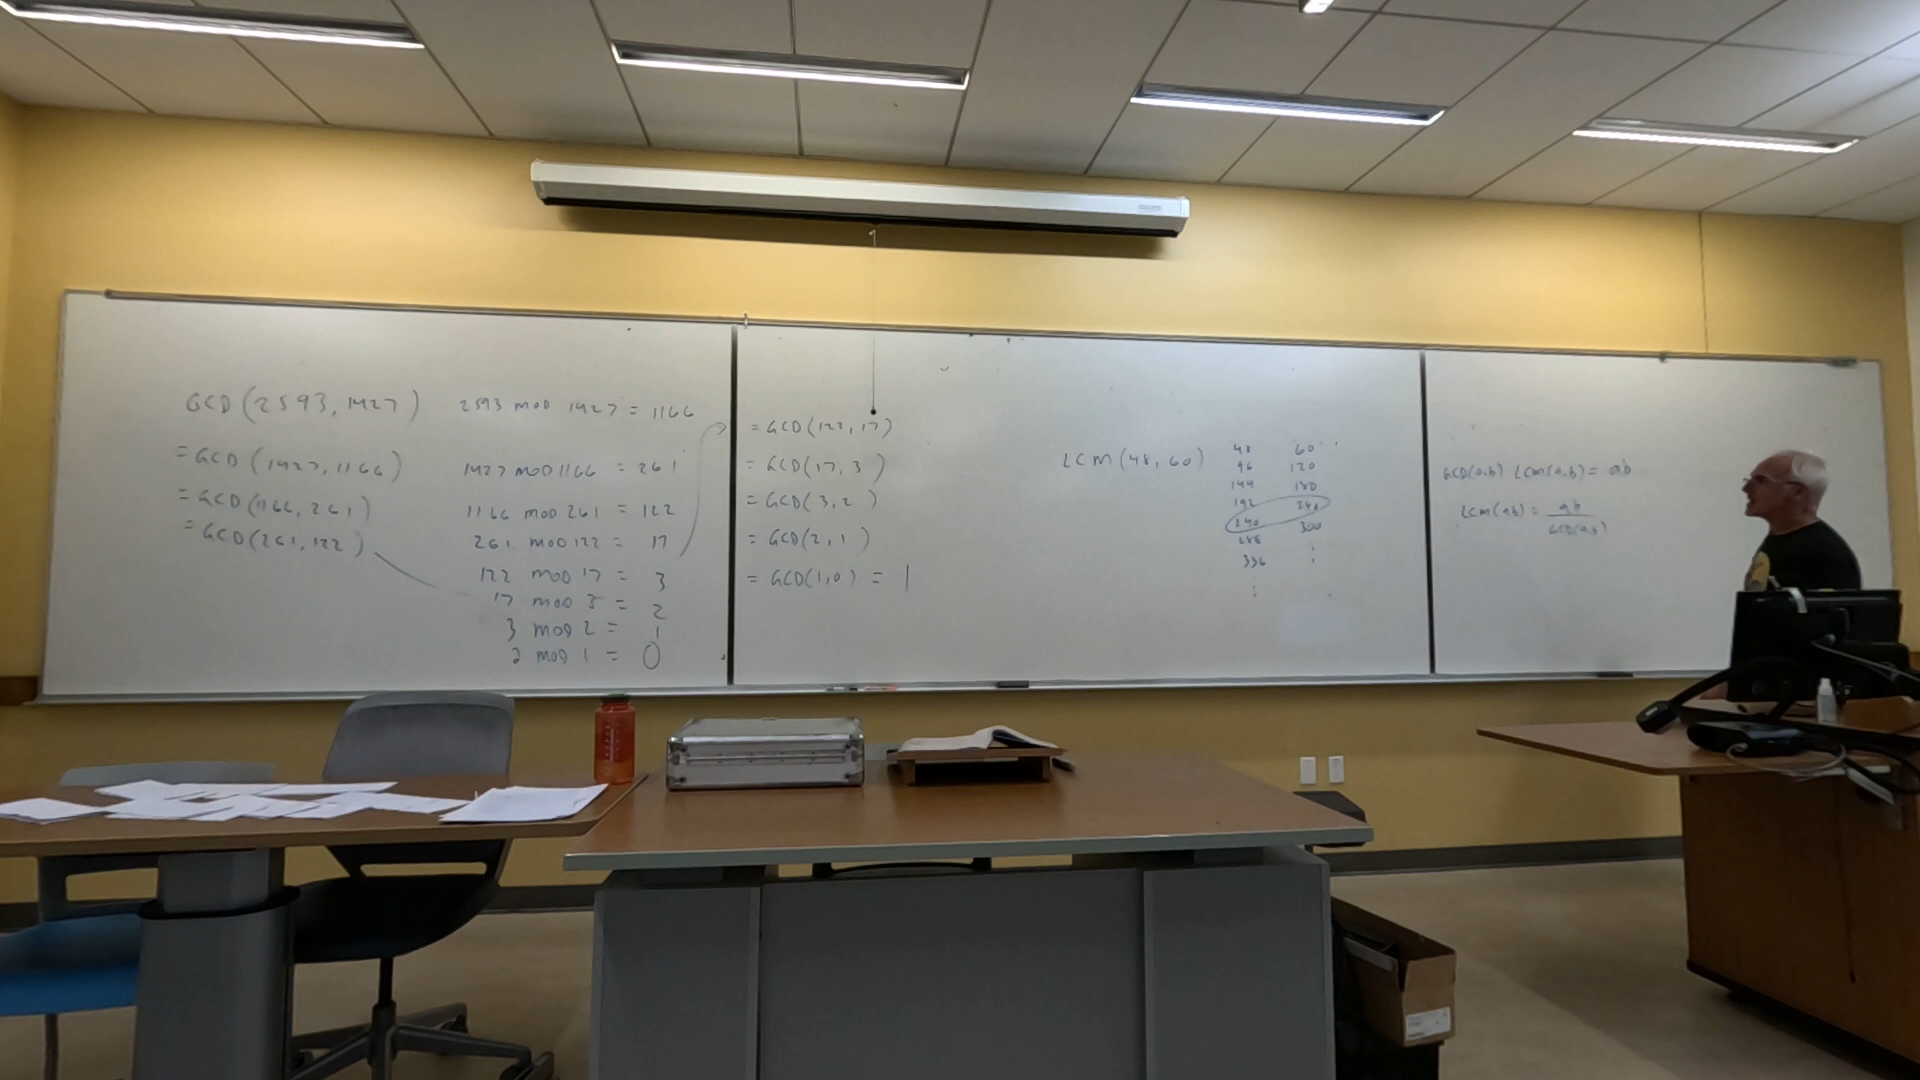 GCD(2593, 1427) 2593 MOD 1427 = 1166
= GCD(1427, 1166) 1427 MOD 1166 = 261
= GCD(1166, 261) 1166 MOD 261 = 122
= GCD(261, 122) 261 MOD 122 = 17
122 MOD 17 = 3
17 MOD 3 = 2
3 MOD 2 = 1
2 MOD 1 = 0
= GCD(122, 17)
= GCD(17, 3)
= GCD(3, 2)
= GCD(2, 1)
= GCD(1, 0) = 1
LCM(48, 60)
48 60
96 120
144 180
192 240
240 300
288 :
336 :
:
GCD(a,b) LCM(a,b) = ab
LCM(ab) = ab
GCD(a,b)